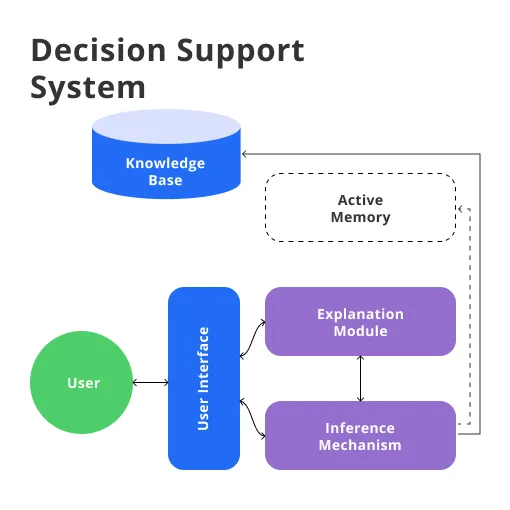 Decision Support
System
Knowledge
Base
Active
Memory
Explanation
Module
User Interface
User
Inference
Mechanism